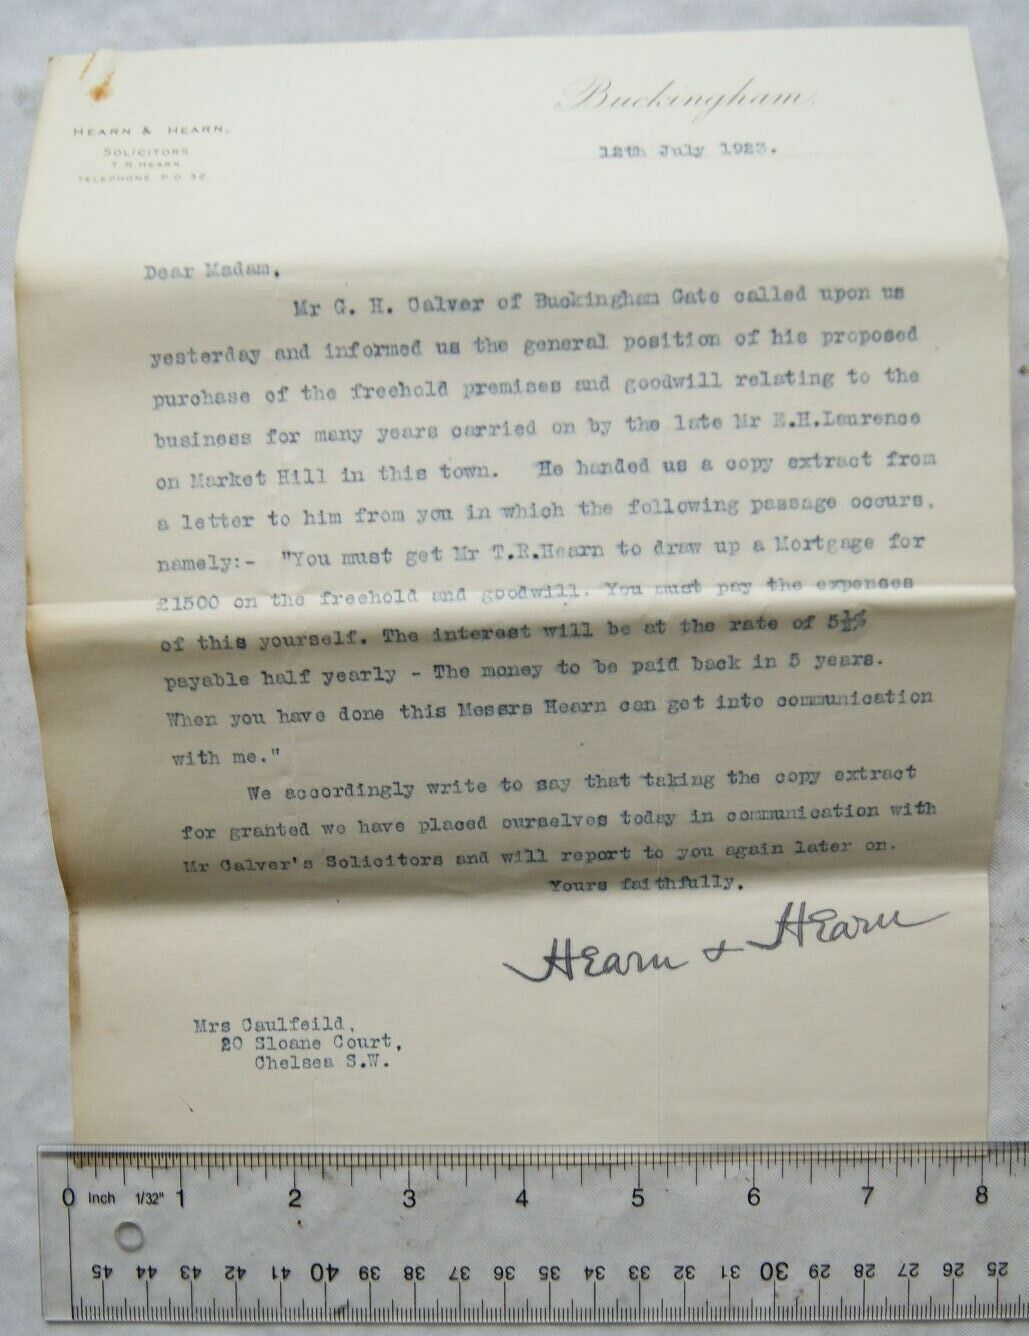 Buckingham.
HEARN & HEARN.
SOLICITORS.
T.R. HEARN.
TELEPHONE P.O. 32.
12th July 1923.
Dear Madam,
Mr G. H. Calver of Buckingham Gate called upon us
yesterday and informed us the general position of his proposed
purchase of the freehold premises and goodwill relating to the
business for many years carried on by the late Mr E.H.Laurence
on Market Hill in this town. He handed us a copy extract from
a letter to him from you in which the following passage occurs,
namely:- "You must get Mr T.R.Hearn to draw up a Mortgage for
£1500 on the freehold and goodwill. You must pay the expenses
of this yourself. The interest will be at the rate of 5½%
payable half yearly - The money to be paid back in 5 years.
When you have done this Messrs Hearn can get into communication
with me."
We accordingly write to say that taking the copy extract
for granted we have placed ourselves today in communication with
Mr Calver's Solicitors and will report to you again later on.
Yours faithfully,
Hearn & Hearn
Mrs Caulfeild,
20 Sloane Court,
Chelsea S.W.
0 inch 1/32" 1 2 3 4 5 6 7 8
45 44 43 42 41 40 39 38 37 36 35 34 33 32 31 30 29 28 27 26 25